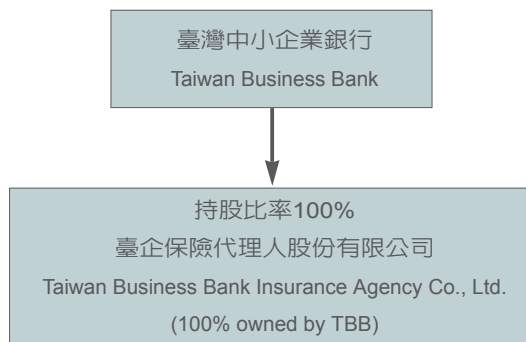 臺灣中小企業銀行
Taiwan Business Bank
持股比率100%
臺企保險代理人股份有限公司
Taiwan Business Bank Insurance Agency Co., Ltd.
(100% owned by TBB)